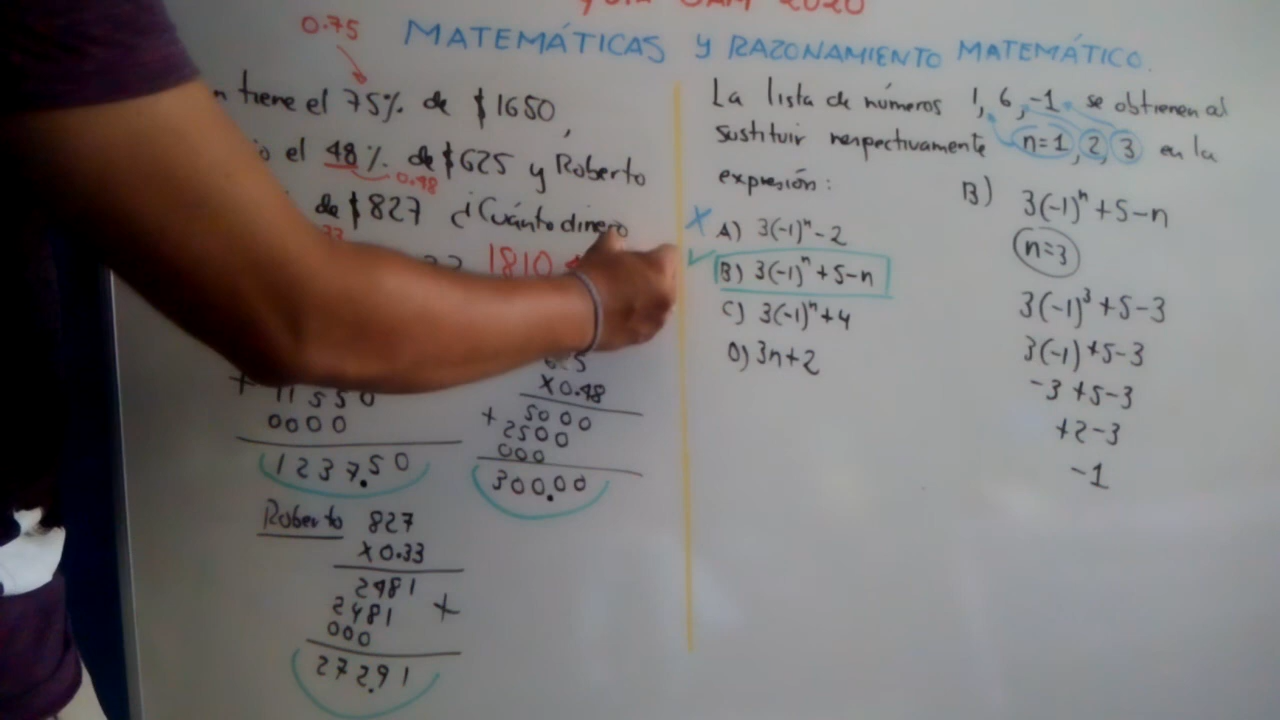 UAM 2020
MATEMÁTICAS Y RAZONAMIENTO MATEMÁTICO.
0.75
tiene el 75% de $1650,
el 48% de $625 y Roberto
0.48
de $827 ¿Cuánto dinero
1810
x0.48
+ 5000
2500
000
300.00
+ 11550
0000
1237.50
Roberto 827
x0.33
2481
2481 +
000
272.91
La lista de números 1, 6, -1 se obtienen al
sustituir respectivamente n=1, 2, 3 en la
expresión:
X A) 3(-1)ⁿ-2
✓ B) 3(-1)ⁿ+5-n
C) 3(-1)ⁿ+4
D) 3n+2
B) 3(-1)ⁿ+5-n
n=3
3(-1)³+5-3
3(-1)+5-3
-3+5-3
+2-3
-1